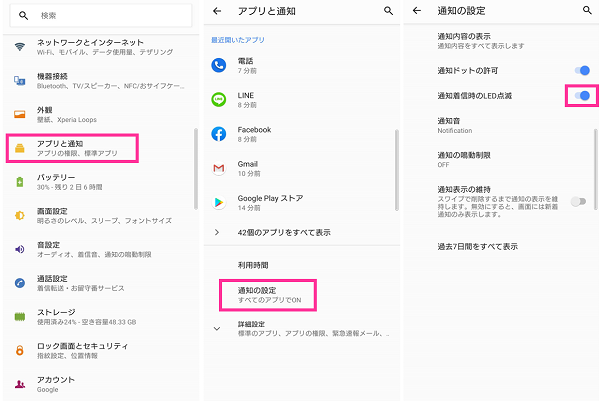 検索
ネットワークとインターネット
Wi-Fi、モバイル、データ使用量、テザリング
機器接続
Bluetooth、TV/スピーカー、NFC/おサイフケー...
外観
壁紙、Xperia Loops
アプリと通知
アプリの権限、標準アプリ
バッテリー
30% - 残り 2 日 6 時間
画面設定
明るさのレベル、スリープ、フォントサイズ
音設定
オーディオ、着信音、通知の鳴動制限
通話設定
着信転送・お留守番サービス
ストレージ
使用済み24% - 空き容量48.33 GB
ロック画面とセキュリティ
指紋設定、位置情報
アカウント
Google
アプリと通知
最近開いたアプリ
電話
7 分前
LINE
8 分前
Facebook
8 分前
Gmail
10 分前
Google Play ストア
14 分前
42個のアプリをすべて表示
利用時間
通知の設定
すべてのアプリでON
詳細設定
標準のアプリ、アプリの権限、緊急速報メール、...
通知の設定
通知内容の表示
通知内容をすべて表示します
通知ドットの許可
通知着信時のLED点滅
通知音
Notification
通知の鳴動制限
OFF
通知表示の維持
スワイプで削除するまで通知の表示を維
持します。無効にすると、画面には新着
通知のみ表示します。
過去7日間をすべて表示